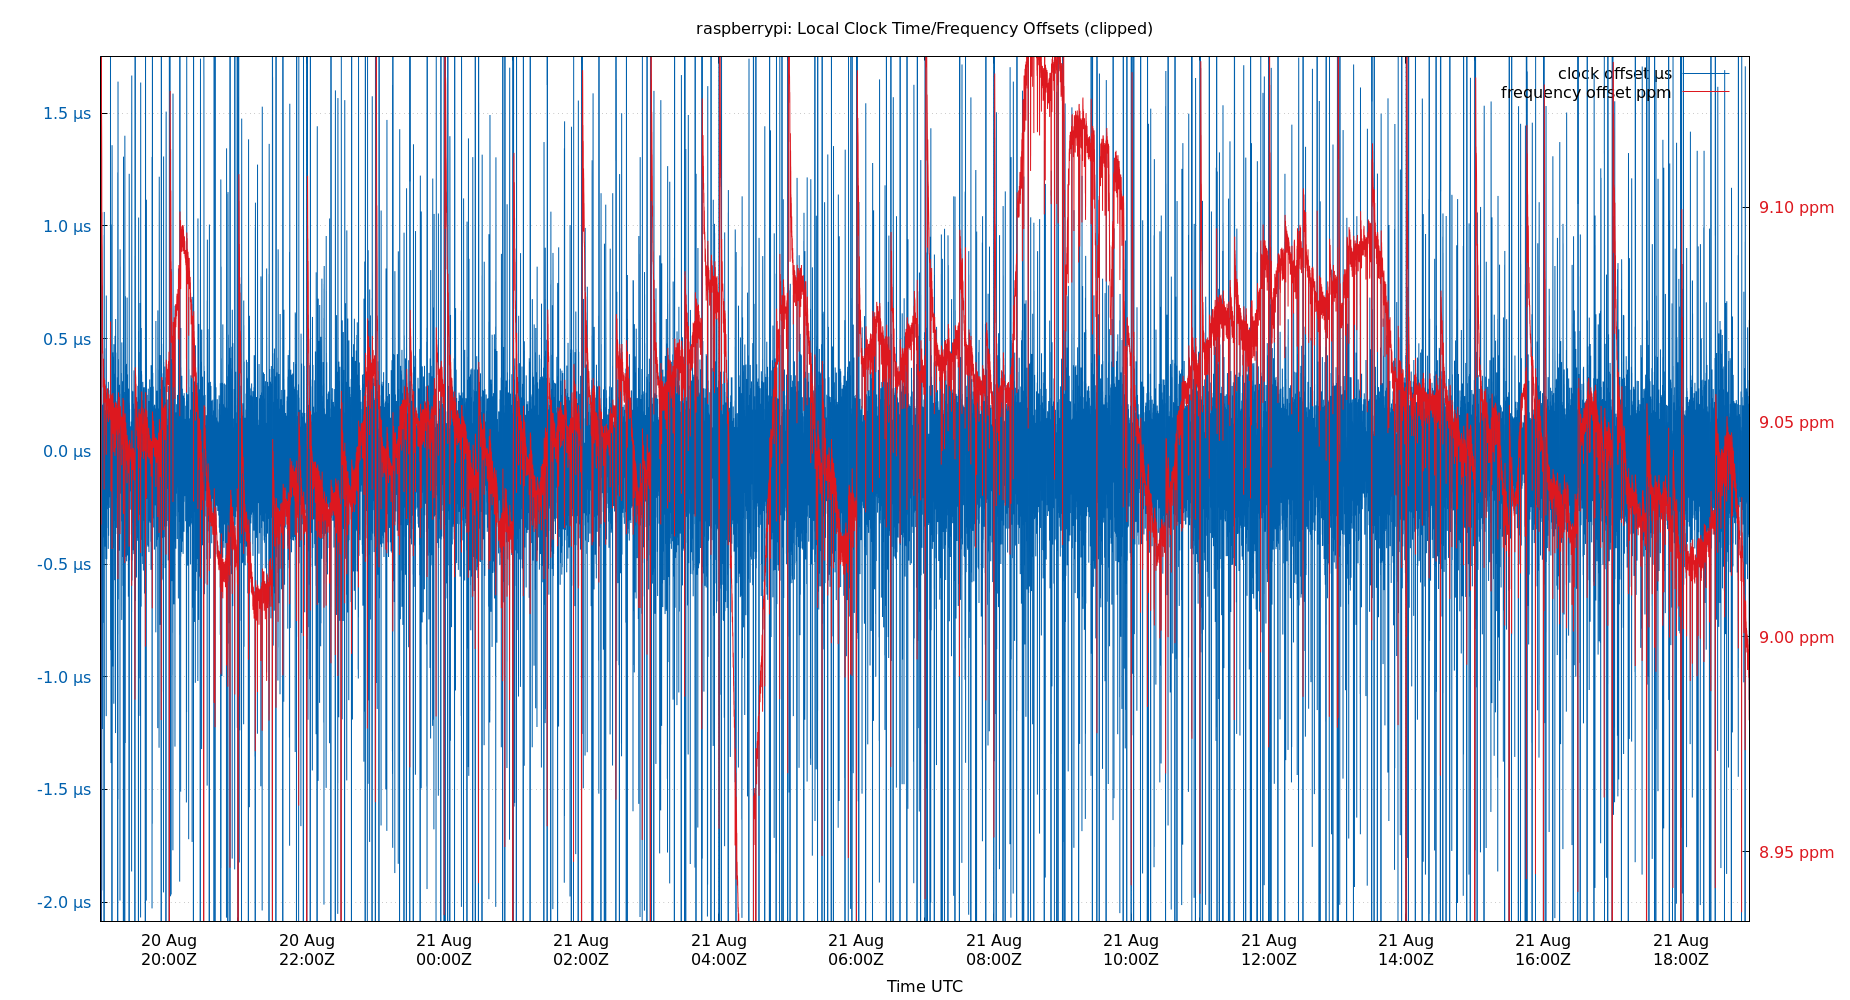 raspberrypi: Local Clock Time/Frequency Offsets (clipped)
clock offset µs
frequency offset ppm
1.5 µs
1.0 µs
0.5 µs
0.0 µs
-0.5 µs
-1.0 µs
-1.5 µs
-2.0 µs
9.10 ppm
9.05 ppm
9.00 ppm
8.95 ppm
20 Aug 20 Aug 21 Aug 21 Aug 21 Aug 21 Aug 21 Aug 21 Aug 21 Aug 21 Aug 21 Aug 21 Aug
20:00Z 22:00Z 00:00Z 02:00Z 04:00Z 06:00Z 08:00Z 10:00Z 12:00Z 14:00Z 16:00Z 18:00Z
Time UTC